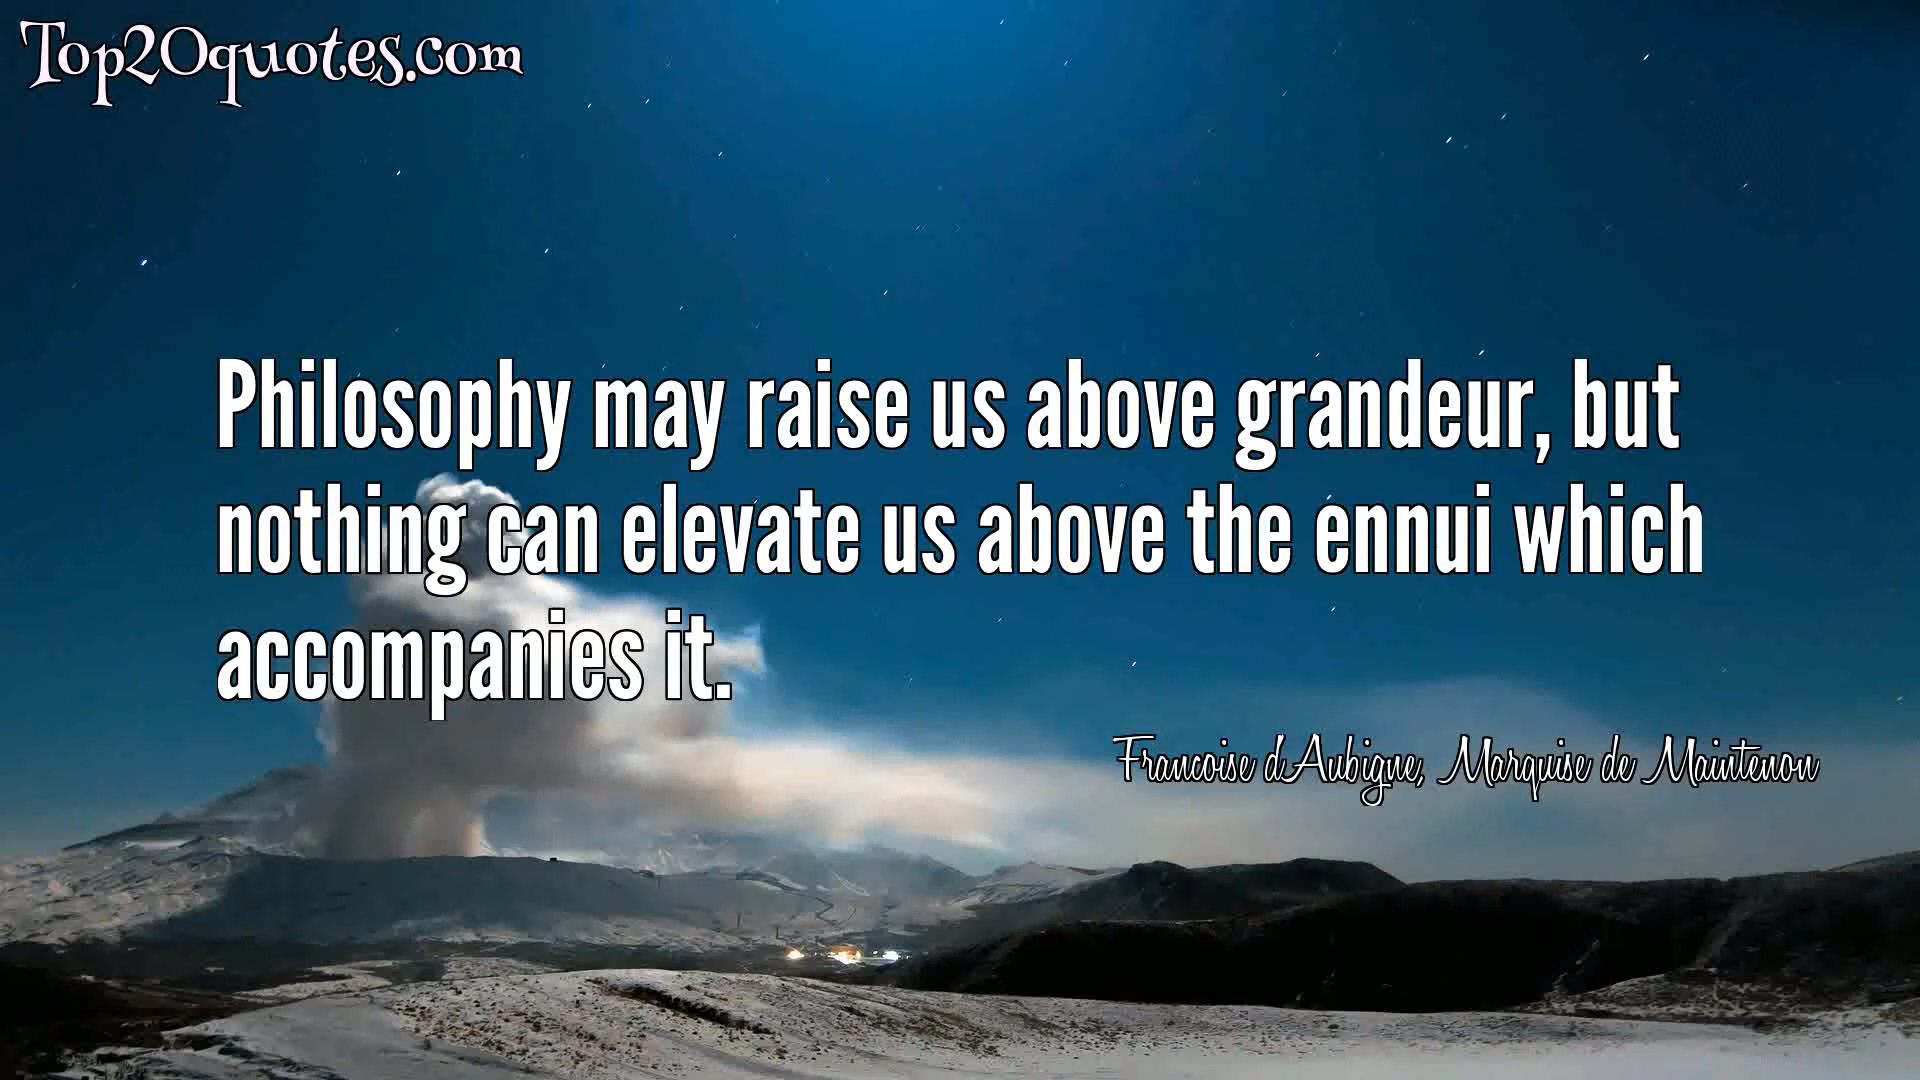 Top20quotes.com
Philosophy may raise us above grandeur, but
nothing can elevate us above the ennui which
accompanies it.
Francoise d'Aubigne, Marquise de Maintenon